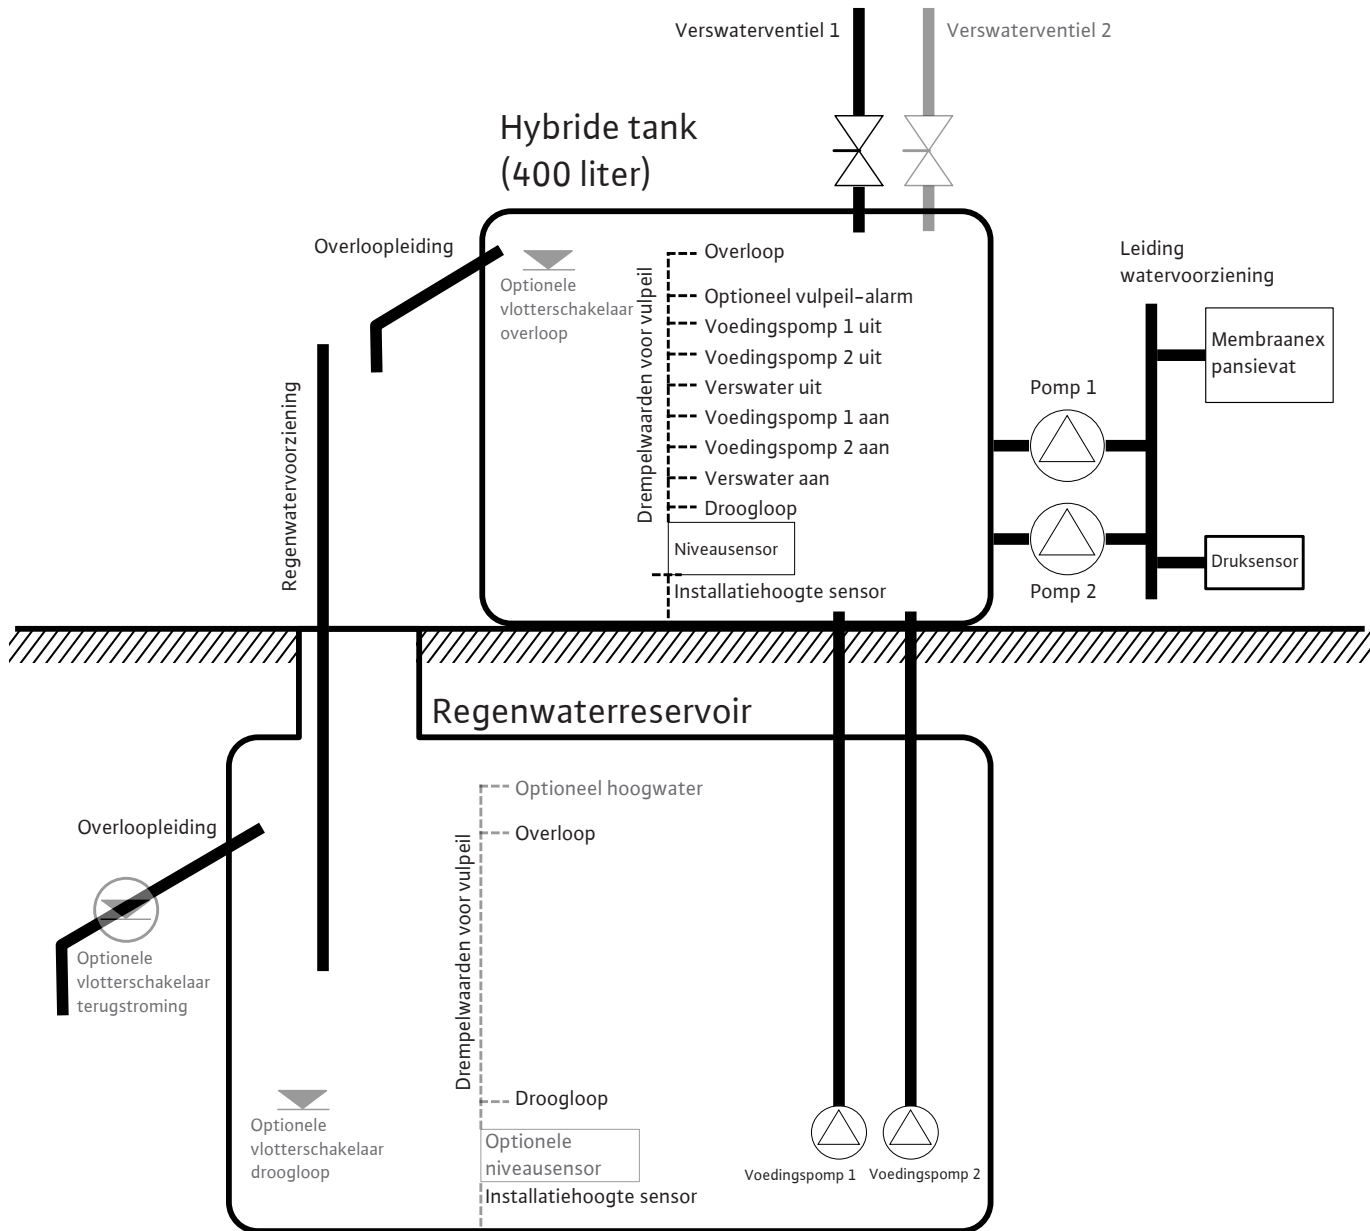 Verswaterventiel 1
Verswaterventiel 2
Hybride tank
(400 liter)
Overloopleiding
Optionele
vlotterschakelaar
overloop
Drempelwaarden voor vulpeil
Overloop
Optioneel vulpeil-alarm
Voedingspomp 1 uit
Voedingspomp 2 uit
Verswater uit
Voedingspomp 1 aan
Voedingspomp 2 aan
Verswater aan
Droogloop
Niveausensor
Installatiehoogte sensor
Leiding
watervoorziening
Membraanex
pansievat
Pomp 1
Pomp 2
Druksensor
Regenwatervoorziening
Regenwaterreservoir
Overloopleiding
Optionele
vlotterschakelaar
terugstroming
Drempelwaarden voor vulpeil
Optioneel hoogwater
Overloop
Droogloop
Optionele
niveausensor
Installatiehoogte sensor
Optionele
vlotterschakelaar
droogloop
Voedingspomp 1
Voedingspomp 2